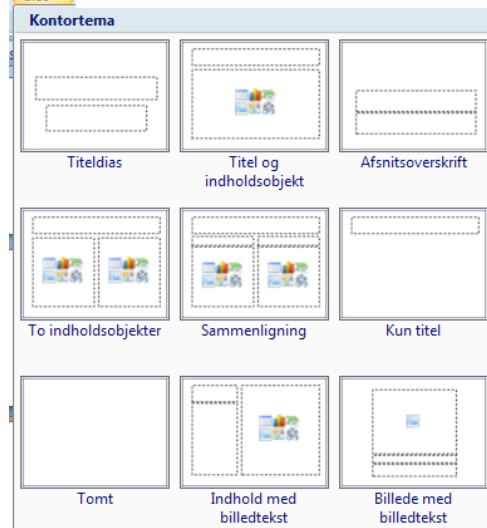 Kontortema
Titeldias
Titel og
indholdsobjekt
Afsnitsoverskrift
To indholdsobjekter
Sammenligning
Kun titel
Tomt
Indhold med
billedtekst
Billede med
billedtekst